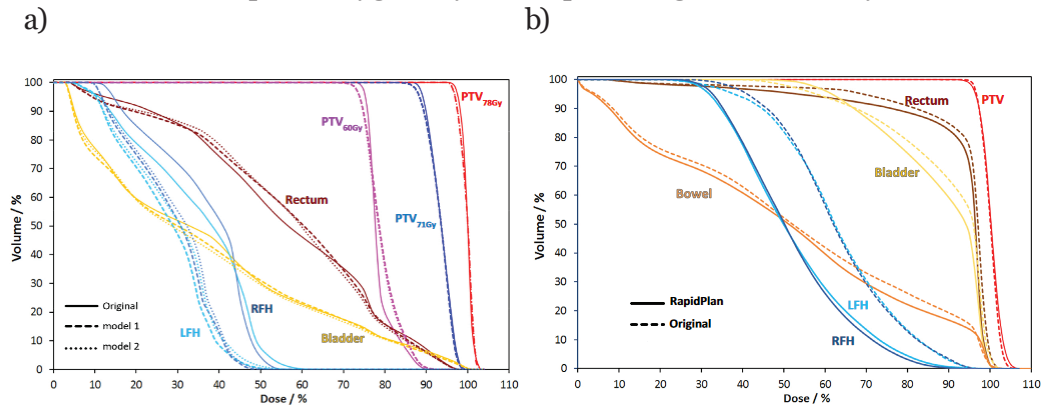 a)
100
90
80
70
60
50
40
30
20
10
0
Volume / %
0 10 20 30 40 50 60 70 80 90 100 110
Dose / %
PTV78Gy
PTV60Gy
PTV71Gy
Rectum
RFH
LFH
Bladder
Original
model 1
model 2
b)
100
90
80
70
60
50
40
30
20
10
0
Volume / %
0 10 20 30 40 50 60 70 80 90 100 110
Dose / %
Rectum
PTV
Bladder
Bowel
LFH
RFH
RapidPlan
Original